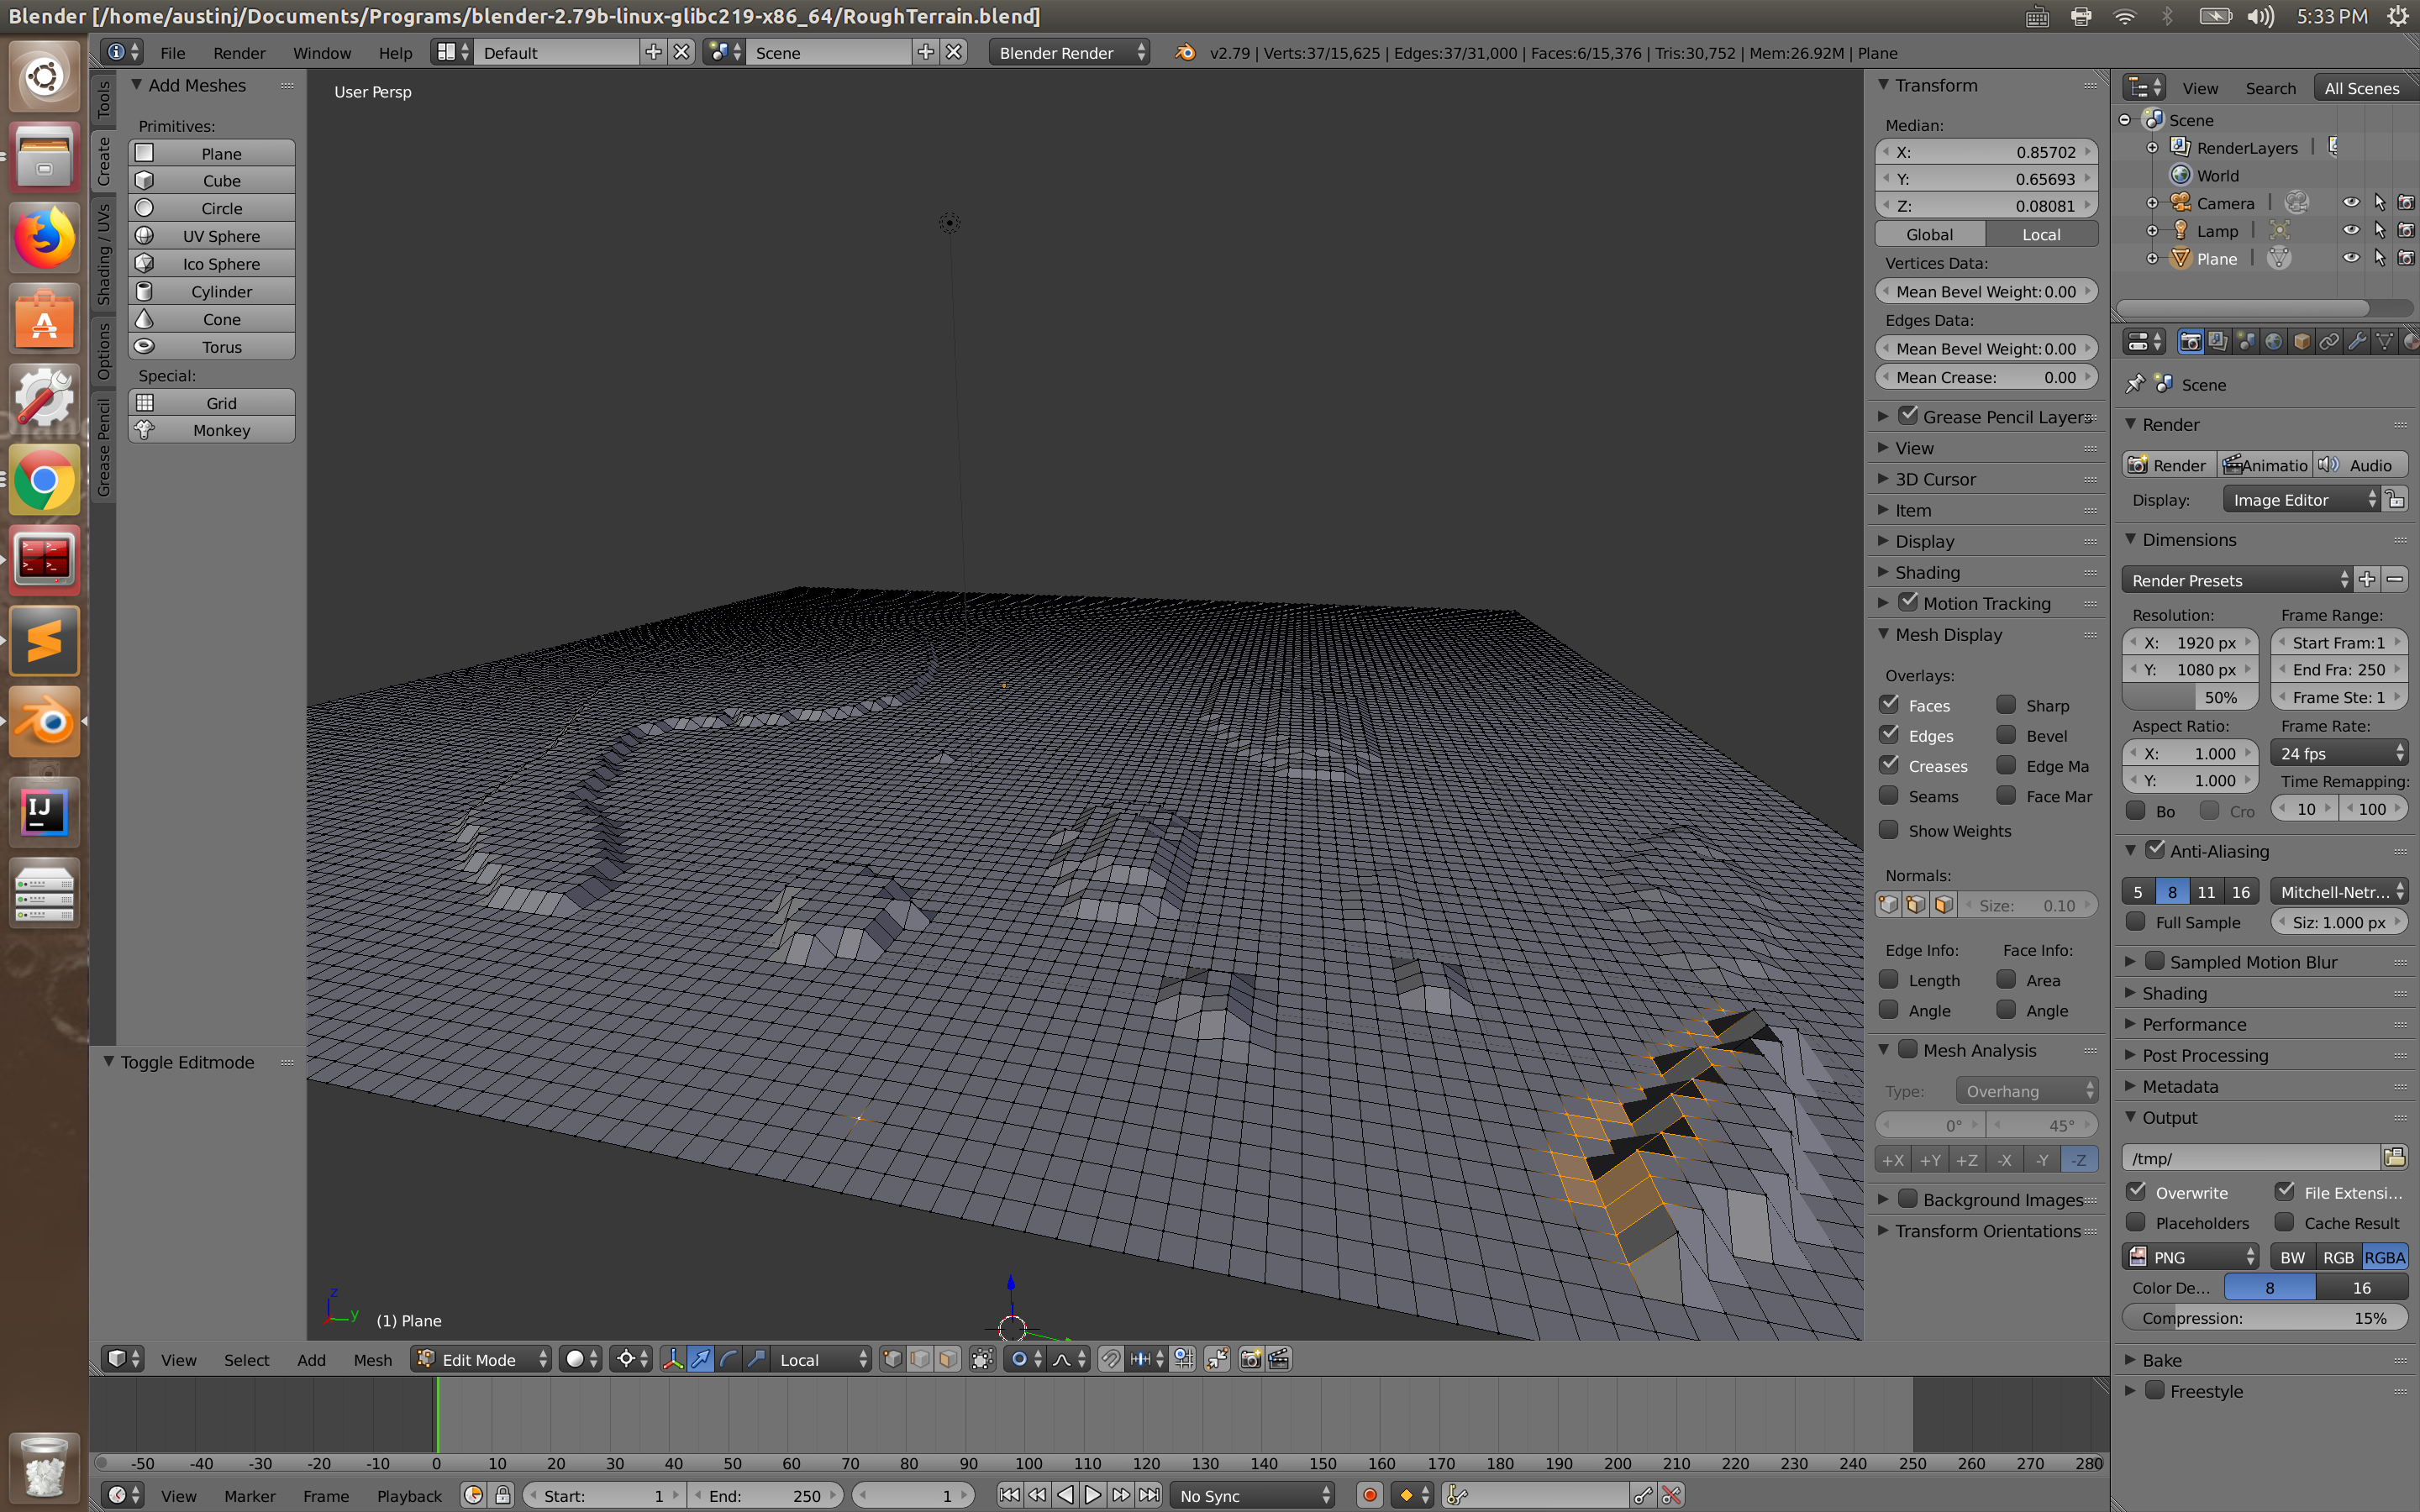 Blender [/home/austinj/Documents/Programs/blender-2.79b-linux-glibc219-x86_64/RoughTerrain.blend]
5:33 PM
File Render Window Help Default Scene Blender Render v2.79 | Verts:37/15,625 | Edges:37/31,000 | Faces:6/15,376 | Tris:30,752 | Mem:26.92M | Plane
Tools
Create
Shading / UVs
Options
Grease Pencil
Add Meshes
Primitives:
Plane
Cube
Circle
UV Sphere
Ico Sphere
Cylinder
Cone
Torus
Special:
Grid
Monkey
Toggle Editmode
User Persp
z
y
(1) Plane
Transform
Median:
X: 0.85702
Y: 0.65693
Z: 0.08081
Global Local
Vertices Data:
Mean Bevel Weight: 0.00
Edges Data:
Mean Bevel Weight: 0.00
Mean Crease: 0.00
Grease Pencil Layers
View
3D Cursor
Item
Display
Shading
Motion Tracking
Mesh Display
Overlays:
Faces Sharp
Edges Bevel
Creases Edge Ma
Seams Face Mar
Show Weights
Normals:
Size: 0.10
Edge Info: Face Info:
Length Area
Angle Angle
Mesh Analysis
Type: Overhang
0° 45°
+X +Y +Z -X -Y -Z
Background Images
Transform Orientations
View Search All Scenes
Scene
RenderLayers |
World
Camera |
Lamp |
Plane |
Scene
Render
Render Animatio Audio
Display: Image Editor
Dimensions
Render Presets
Resolution: Frame Range:
X: 1920 px Start Fram:1
Y: 1080 px End Fra: 250
50% Frame Ste: 1
Aspect Ratio: Frame Rate:
X: 1.000 24 fps
Y: 1.000 Time Remapping:
Bo Cro 10 100
Anti-Aliasing
5 8 11 16 Mitchell-Netr...
Full Sample Siz: 1.000 px
Sampled Motion Blur
Shading
Performance
Post Processing
Metadata
Output
/tmp/
Overwrite File Extensi...
Placeholders Cache Result
PNG BW RGB RGBA
Color De... 8 16
Compression: 15%
Bake
Freestyle
View Select Add Mesh Edit Mode Local
-50 -40 -30 -20 -10 0 10 20 30 40 50 60 70 80 90 100 110 120 130 140 150 160 170 180 190 200 210 220 230 240 250 260 270 280
View Marker Frame Playback Start: 1 End: 250 1 No Sync
IJ